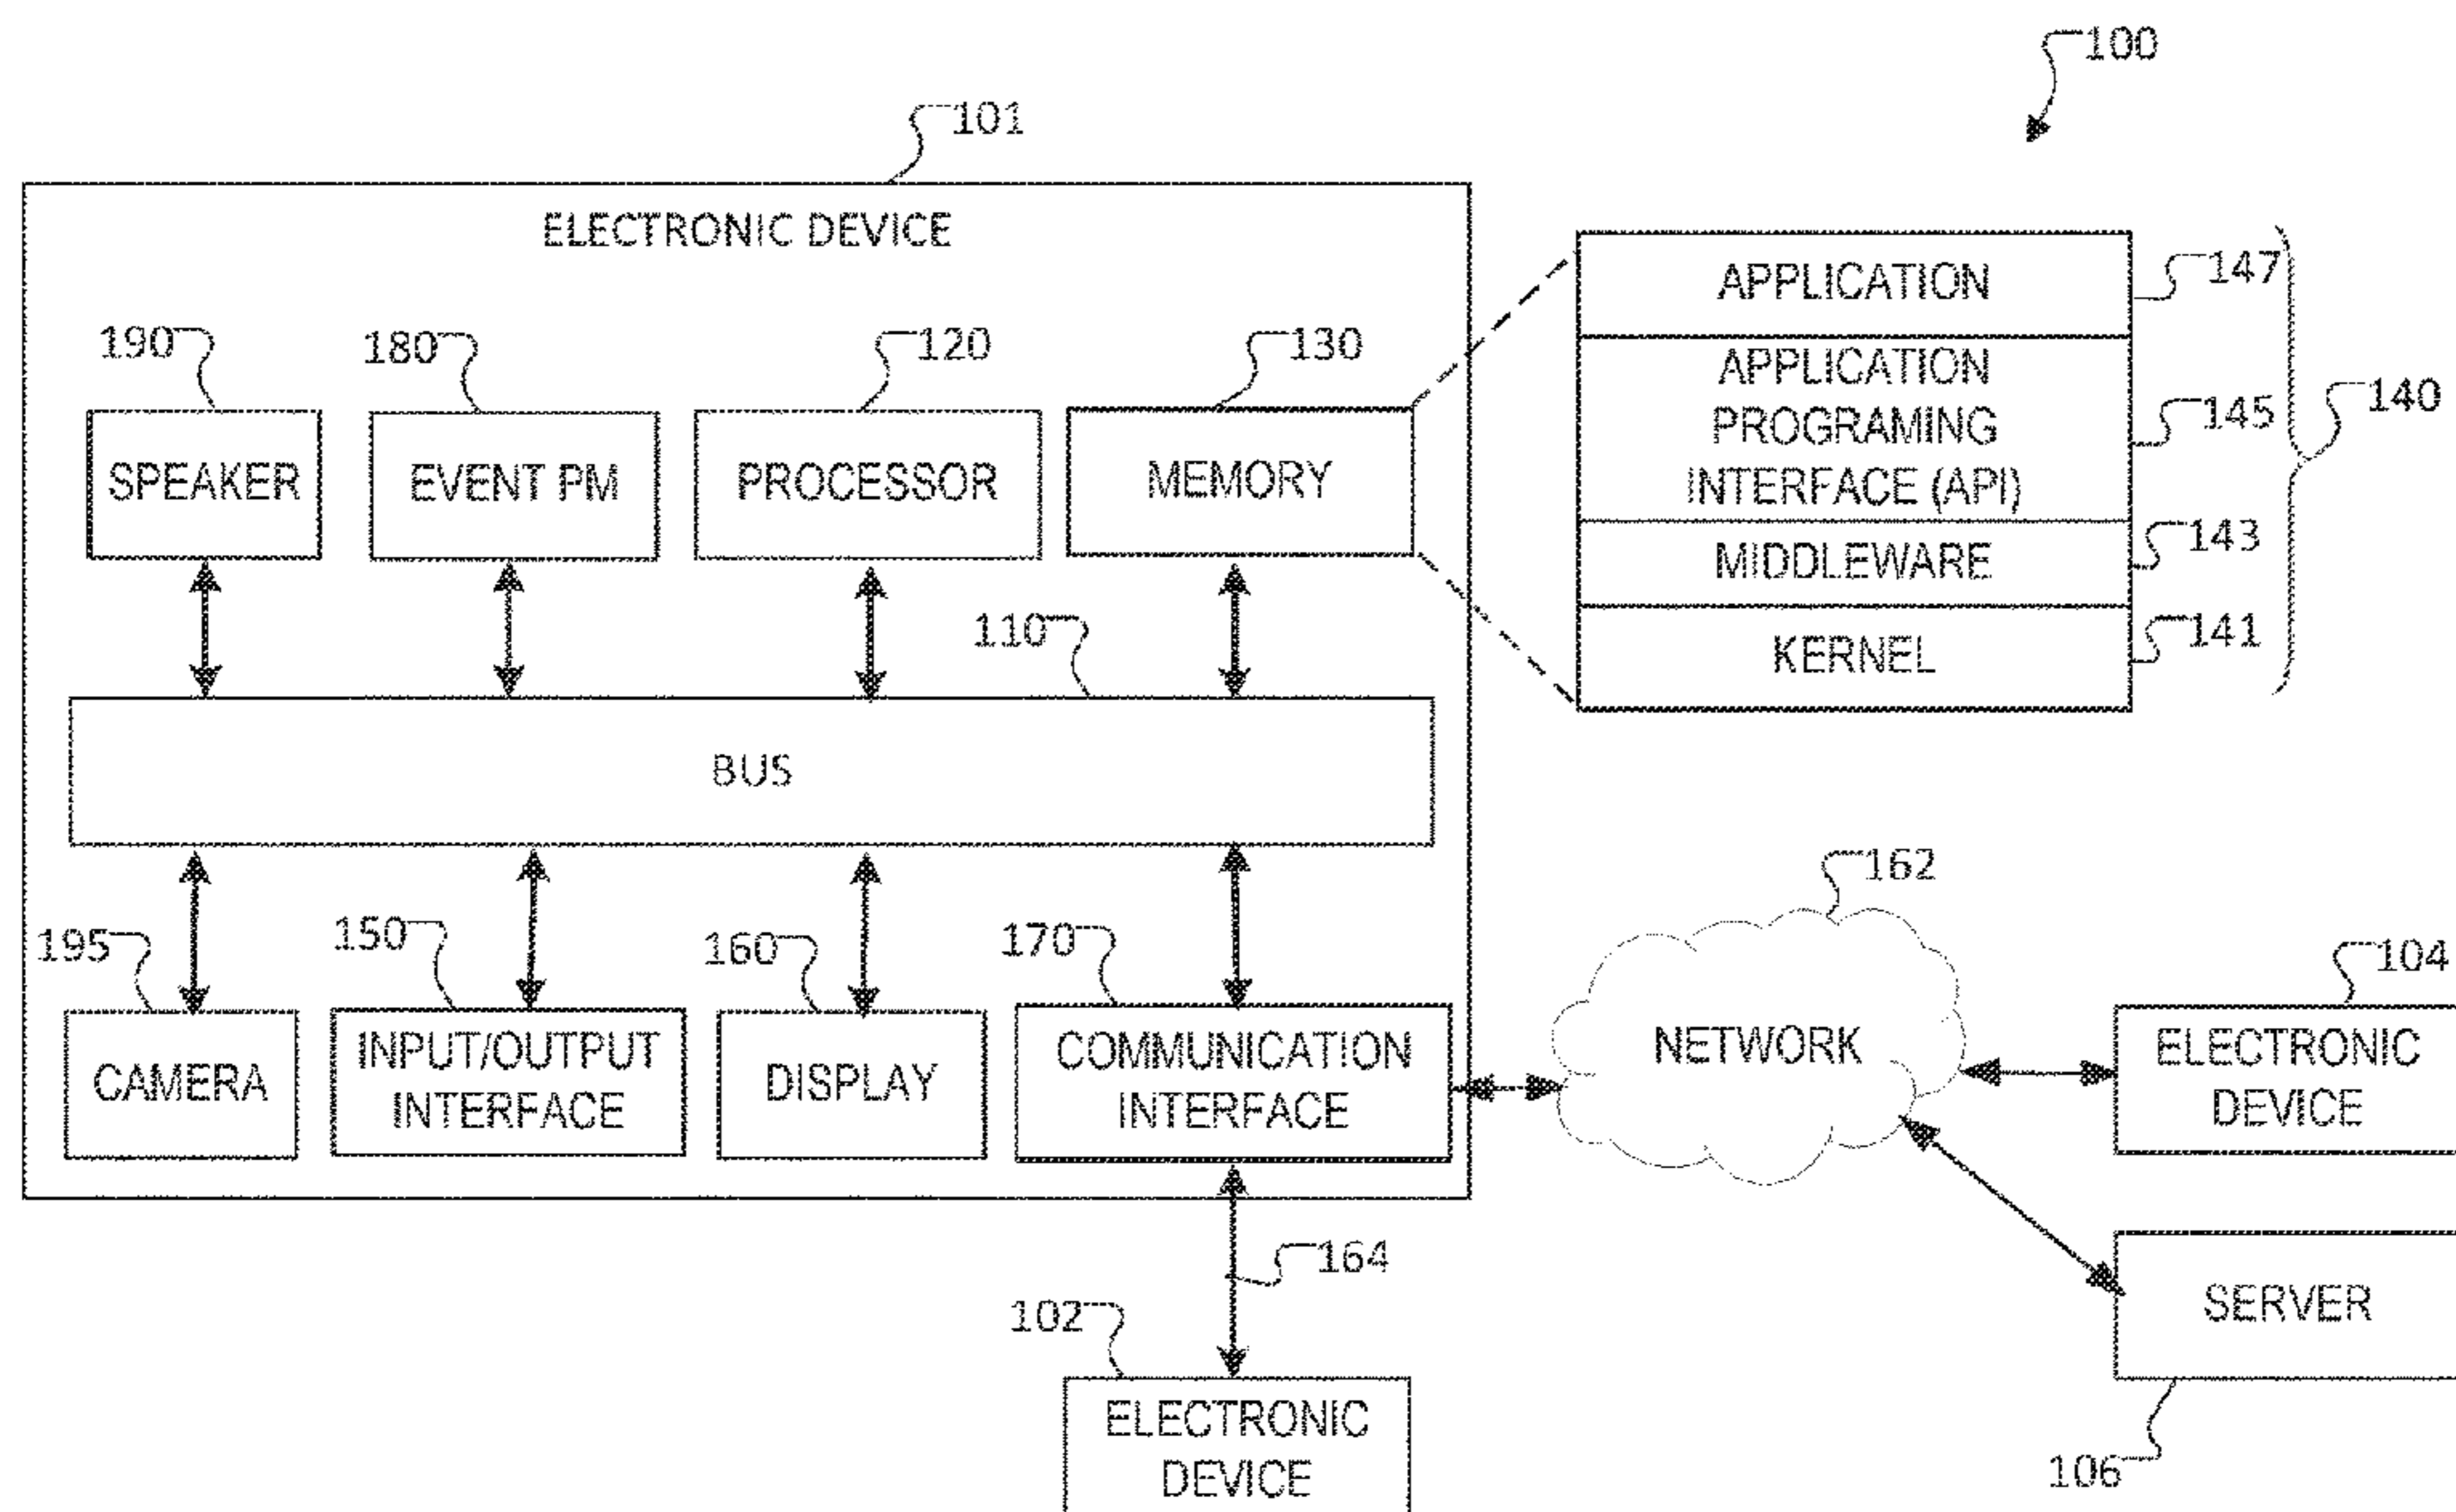 100
101
ELECTRONIC DEVICE
190
180
120
130
SPEAKER
EVENT PM
PROCESSOR
MEMORY
APPLICATION
147
APPLICATION
PROGRAMING
INTERFACE (API)
145
140
MIDDLEWARE
143
KERNEL
141
110
BUS
195
150
160
170
CAMERA
INPUT/OUTPUT
INTERFACE
DISPLAY
COMMUNICATION
INTERFACE
162
NETWORK
104
ELECTRONIC
DEVICE
164
102
ELECTRONIC
DEVICE
SERVER
106